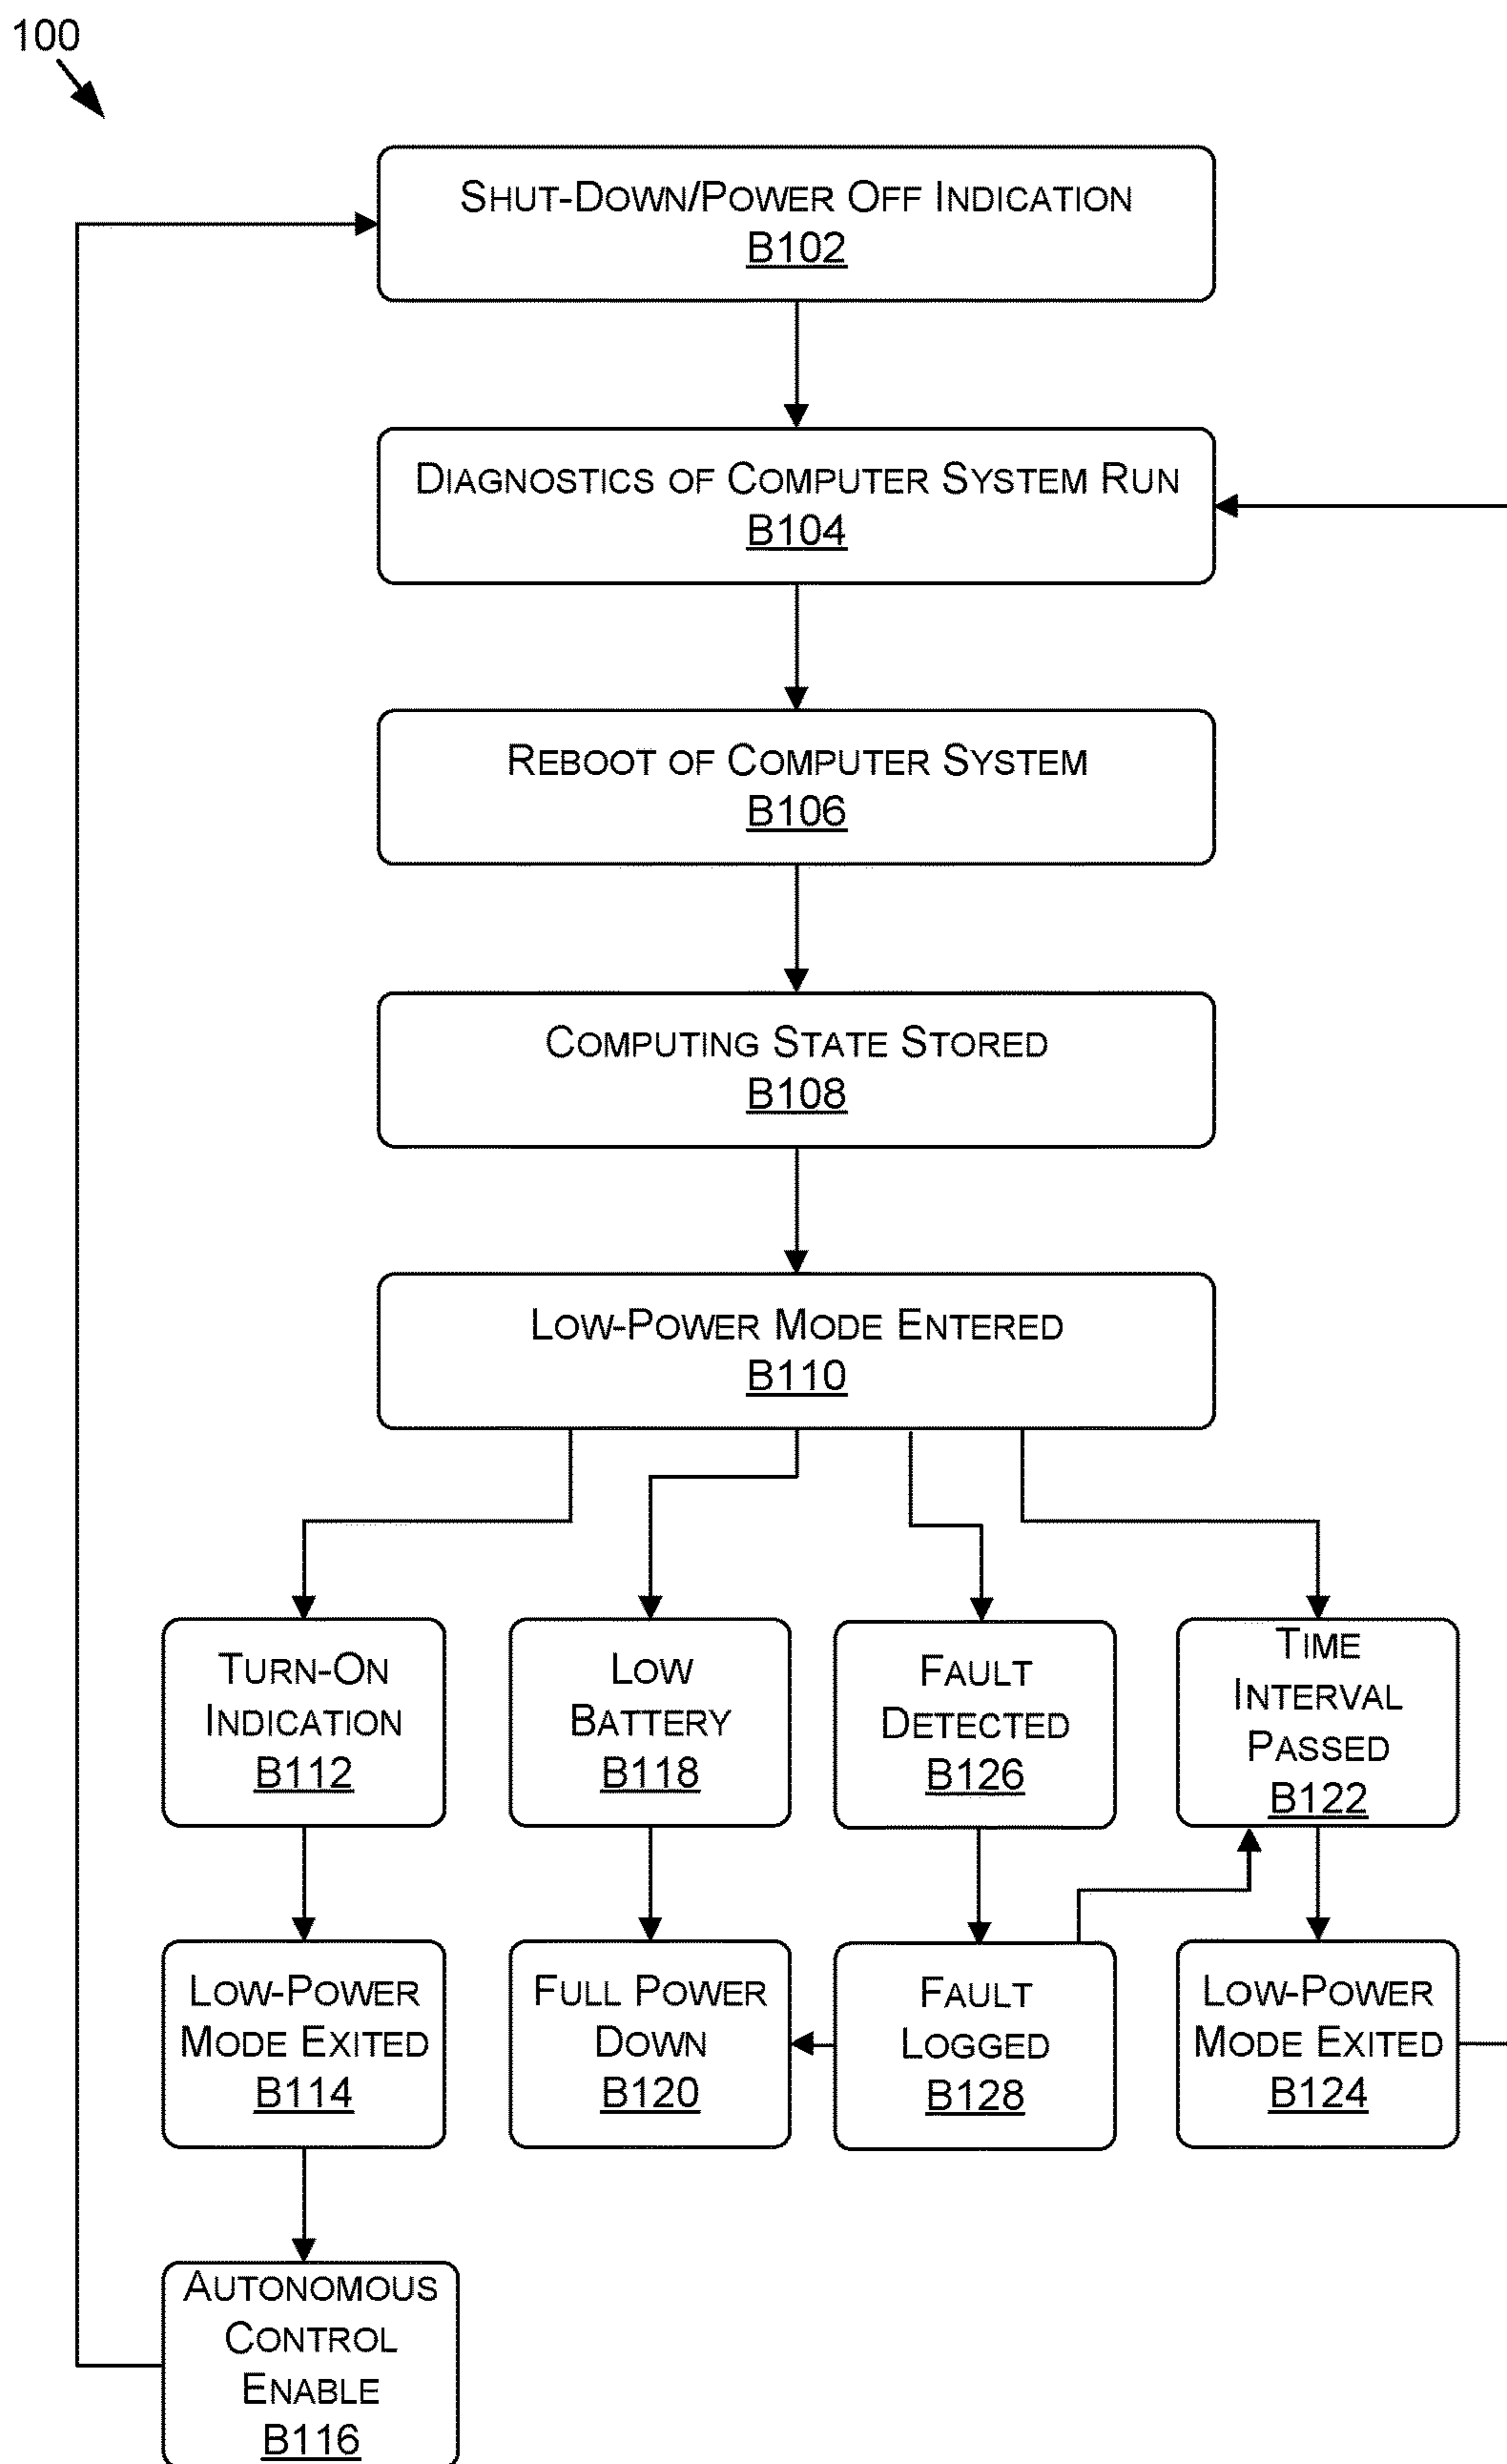 100
Shut-Down/Power Off Indication
B102
Diagnostics of Computer System Run
B104
Reboot of Computer System
B106
Computing State Stored
B108
Low-Power Mode Entered
B110
Turn-On
Indication
B112
Low
Battery
B118
Fault
Detected
B126
Time
Interval
Passed
B122
Low-Power
Mode Exited
B114
Full Power
Down
B120
Fault
Logged
B128
Low-Power
Mode Exited
B124
Autonomous
Control
Enable
B116